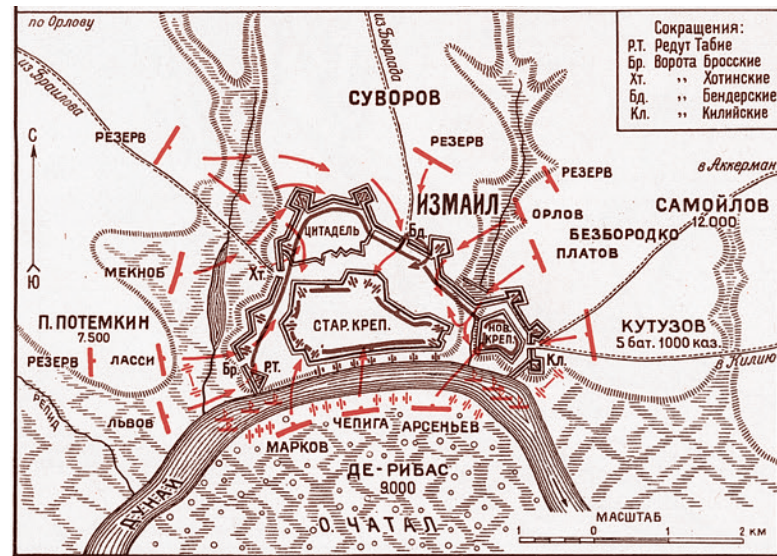 по Орлову
из Браилова
из Бырлада
Сокращения:
Р.Т. Редут Табие
Бр. Ворота Бросские
Хт. „ Хотинские
Бд. „ Бендерские
Кл. „ Килийские
СУВОРОВ
РЕЗЕРВ
РЕЗЕРВ
РЕЗЕРВ
С
Ю
ЦИТАДЕЛЬ
ИЗМАИЛ
Бд.
ОРЛОВ
в Аккерман
САМОЙЛОВ
12.000
БЕЗБОРОДКО
ПЛАТОВ
МЕКНОБ
Хт.
П. ПОТЕМКИН
7.500
РЕЗЕРВ
ЛАССИ
СТАР. КРЕП.
НОВ.
КРЕП.
КУТУЗОВ
5 бат. 1000 каз.
в Килию
Кл.
Бр.
Р.Т.
РЕПИД
ЛЬВОВ
МАРКОВ
ЧЕПИГА
АРСЕНЬЕВ
ДЕ-РИБАС
9.000
ДУНАЙ
О. ЧАТАЛ
МАСШТАБ
1 0 1 2 км